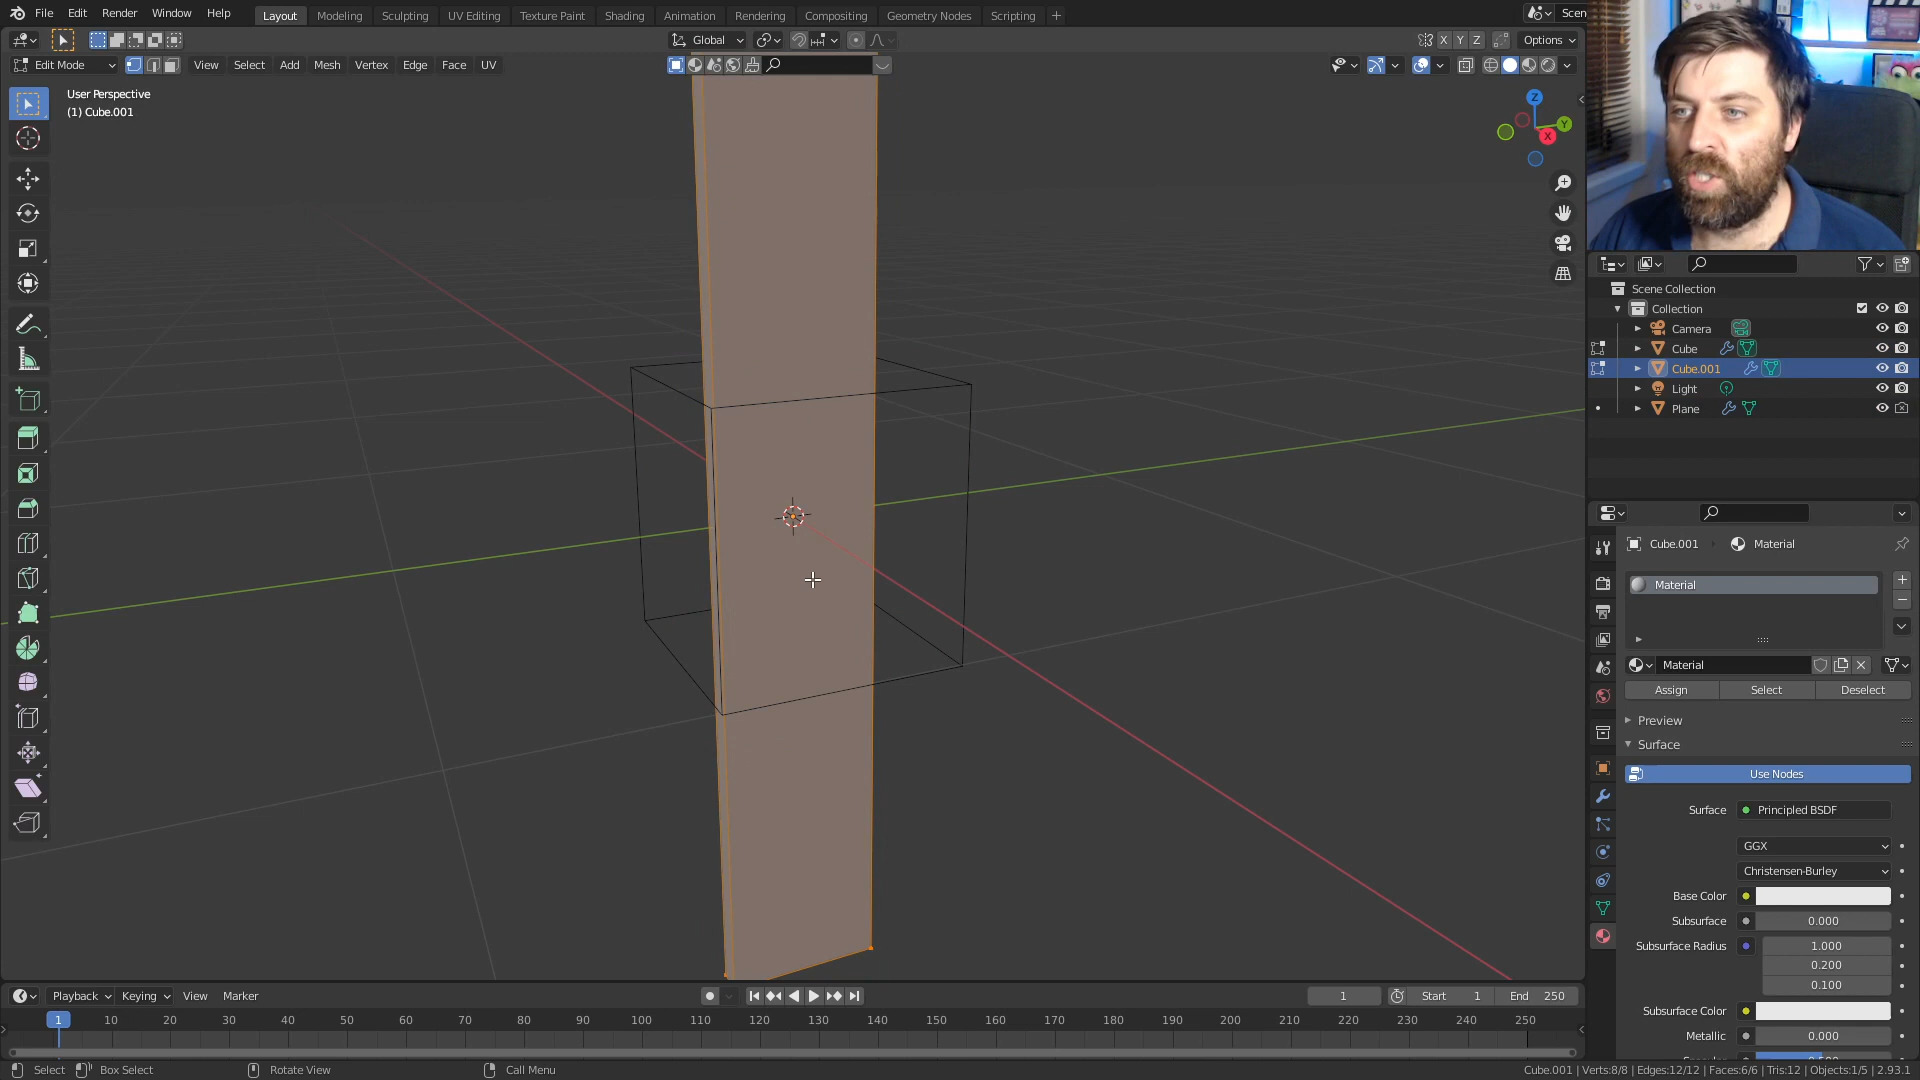 File Edit Render Window Help Layout Modeling Sculpting UV Editing Texture Paint Shading Animation Rendering Compositing Geometry Nodes Scripting + Scen
Global X Y Z Options
Edit Mode View Select Add Mesh Vertex Edge Face UV
User Perspective
(1) Cube.001
Z
Y
X
Scene Collection
Collection
Camera
Cube
Cube.001
Light
Plane
Cube.001 Material
Material
Material
Assign Select Deselect
Preview
Surface
Use Nodes
Surface Principled BSDF
GGX
Christensen-Burley
Base Color
Subsurface 0.000
Subsurface Radius 1.000
0.200
0.100
Subsurface Color
Metallic 0.000
Playback Keying View Marker 1 Start 1 End 250
1 10 20 30 40 50 60 70 80 90 100 110 120 130 140 150 160 170 180 190 200 210 220 230 240 250
Select Box Select Rotate View Call Menu Cube.001 | Verts:8/8 | Edges:12/12 | Faces:6/6 | Tris:12 | Objects:1/5 | 2.93.1